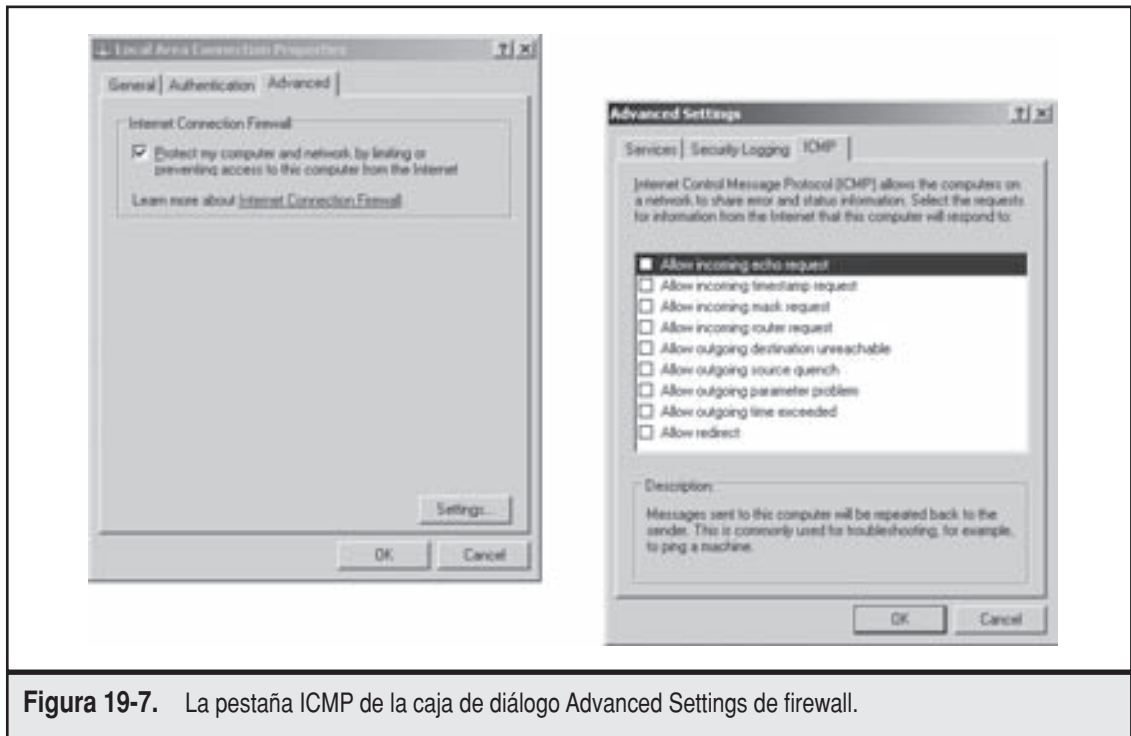 Local Area Connection Properties
General Authentication Advanced
Internet Connection Firewall
Protect my computer and network by limiting or
preventing access to this computer from the Internet
Learn more about Internet Connection Firewall
Settings...
OK Cancel
Advanced Settings
Services Security Logging ICMP
Internet Control Message Protocol (ICMP) allows the computers on
a network to share error and status information. Select the requests
for information from the Internet that this computer will respond to:
Allow incoming echo request
Allow incoming timestamp request
Allow incoming mask request
Allow incoming router request
Allow outgoing destination unreachable
Allow outgoing source quench
Allow outgoing parameter problem
Allow outgoing time exceeded
Allow redirect
Description
Messages sent to this computer will be repeated back to the
sender. This is commonly used for troubleshooting, for example,
to ping a machine.
OK Cancel
Figura 19-7. La pestaña ICMP de la caja de diálogo Advanced Settings de firewall.